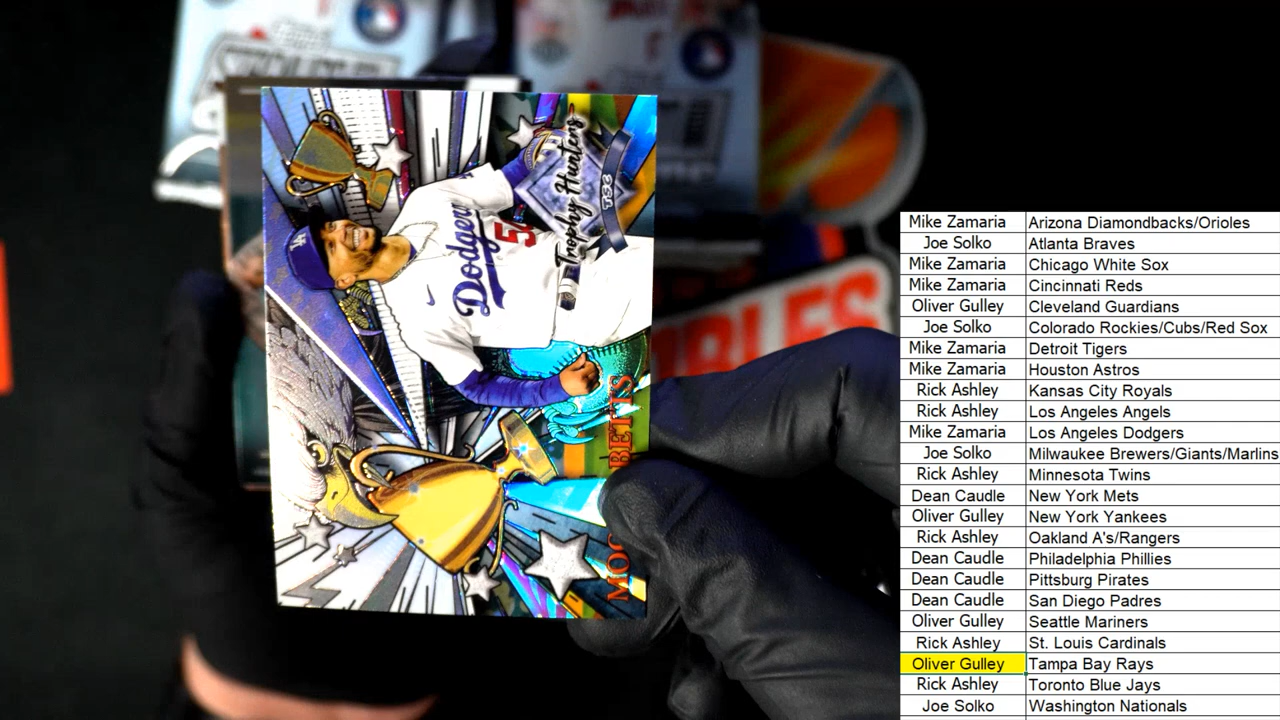 Trophy Hunters
TSC
Dodgers
50
MOO
BETTS
BLES
Mike Zamaria Arizona Diamondbacks/Orioles
Joe Solko Atlanta Braves
Mike Zamaria Chicago White Sox
Mike Zamaria Cincinnati Reds
Oliver Gulley Cleveland Guardians
Joe Solko Colorado Rockies/Cubs/Red Sox
Mike Zamaria Detroit Tigers
Mike Zamaria Houston Astros
Rick Ashley Kansas City Royals
Rick Ashley Los Angeles Angels
Mike Zamaria Los Angeles Dodgers
Joe Solko Milwaukee Brewers/Giants/Marlins
Rick Ashley Minnesota Twins
Dean Caudle New York Mets
Oliver Gulley New York Yankees
Rick Ashley Oakland A's/Rangers
Dean Caudle Philadelphia Phillies
Dean Caudle Pittsburg Pirates
Dean Caudle San Diego Padres
Oliver Gulley Seattle Mariners
Rick Ashley St. Louis Cardinals
Oliver Gulley Tampa Bay Rays
Rick Ashley Toronto Blue Jays
Joe Solko Washington Nationals